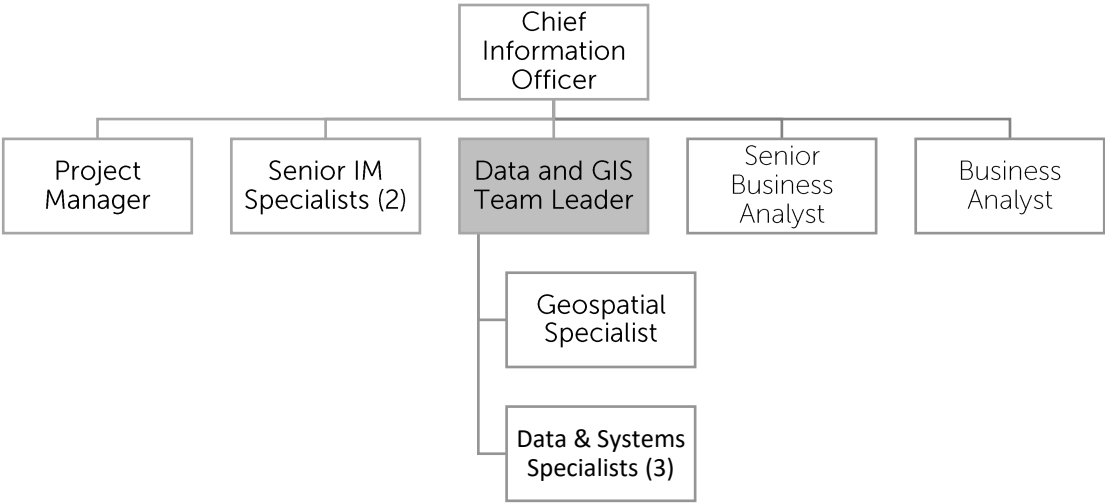 Chief
Information
Officer
Project
Manager
Senior IM
Specialists (2)
Data and GIS
Team Leader
Senior
Business
Analyst
Business
Analyst
Geospatial
Specialist
Data & Systems
Specialists (3)